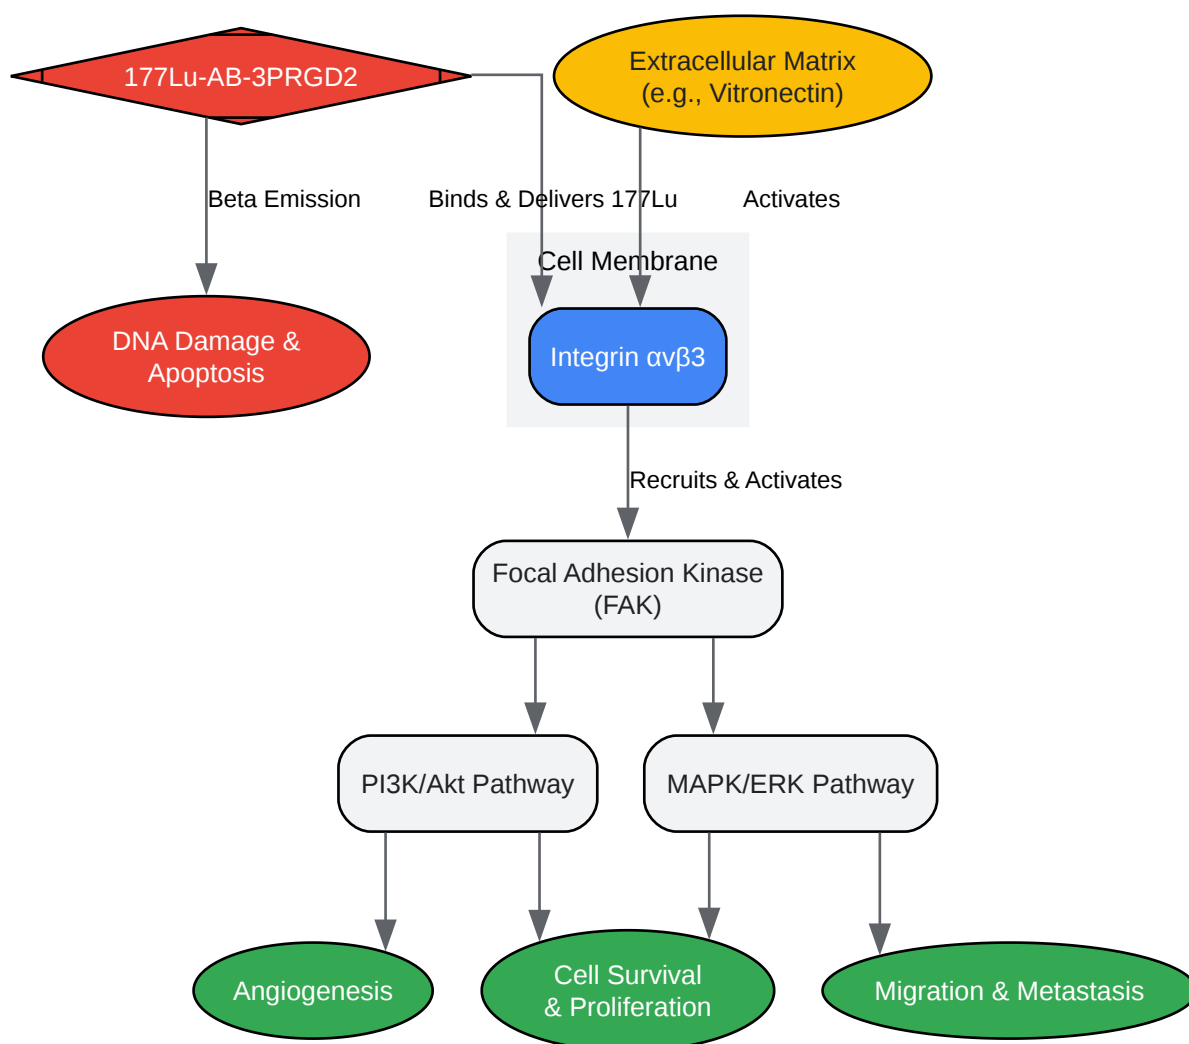 177Lu-AB-3PRGD2
Extracellular Matrix
(e.g., Vitronectin)
Beta Emission
Binds & Delivers 177Lu
Activates
Cell Membrane
DNA Damage &
Apoptosis
Integrin αvβ3
Recruits & Activates
Focal Adhesion Kinase
(FAK)
PI3K/Akt Pathway
MAPK/ERK Pathway
Angiogenesis
Cell Survival
& Proliferation
Migration & Metastasis